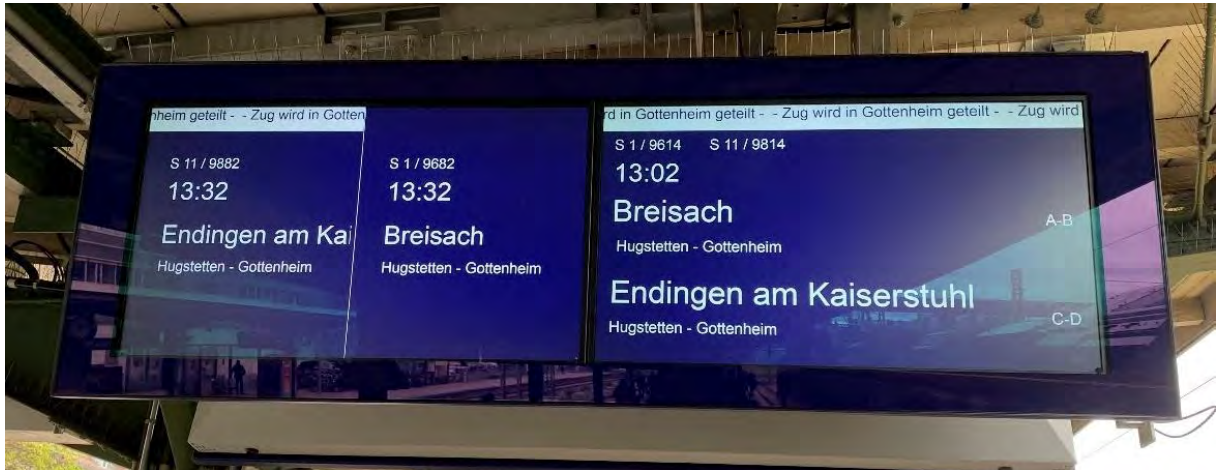 nheim geteilt - - Zug wird in Gotten
S 11 / 9882
13:32
Endingen am Kai
Hugstetten - Gottenheim
S 1 / 9682
13:32
Breisach
Hugstetten - Gottenheim
rd in Gottenheim geteilt - - Zug wird in Gottenheim geteilt - - Zug wird
S 1 / 9614 S 11 / 9814
13:02
Breisach
A-B
Hugstetten - Gottenheim
Endingen am Kaiserstuhl
C-D
Hugstetten - Gottenheim